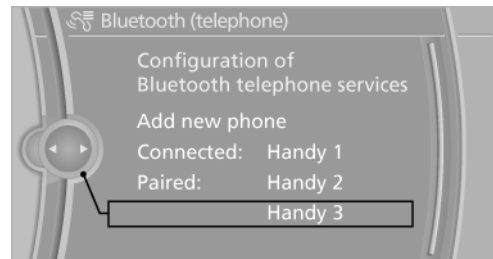 Bluetooth (telephone)
Configuration of
Bluetooth telephone services
Add new phone
Connected: Handy 1
Paired: Handy 2
Handy 3